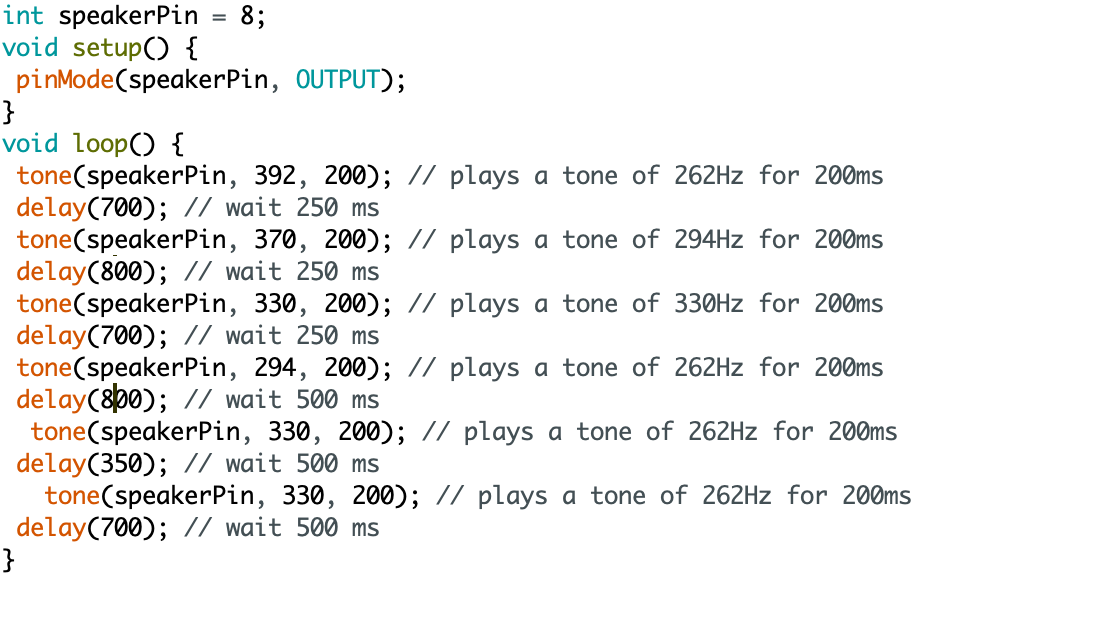 int speakerPin = 8;
void setup() {
 pinMode(speakerPin, OUTPUT);
}
void loop() {
 tone(speakerPin, 392, 200); // plays a tone of 262Hz for 200ms
 delay(700); // wait 250 ms
 tone(speakerPin, 370, 200); // plays a tone of 294Hz for 200ms
 delay(800); // wait 250 ms
 tone(speakerPin, 330, 200); // plays a tone of 330Hz for 200ms
 delay(700); // wait 250 ms
 tone(speakerPin, 294, 200); // plays a tone of 262Hz for 200ms
 delay(800); // wait 500 ms
  tone(speakerPin, 330, 200); // plays a tone of 262Hz for 200ms
 delay(350); // wait 500 ms
   tone(speakerPin, 330, 200); // plays a tone of 262Hz for 200ms
 delay(700); // wait 500 ms
}